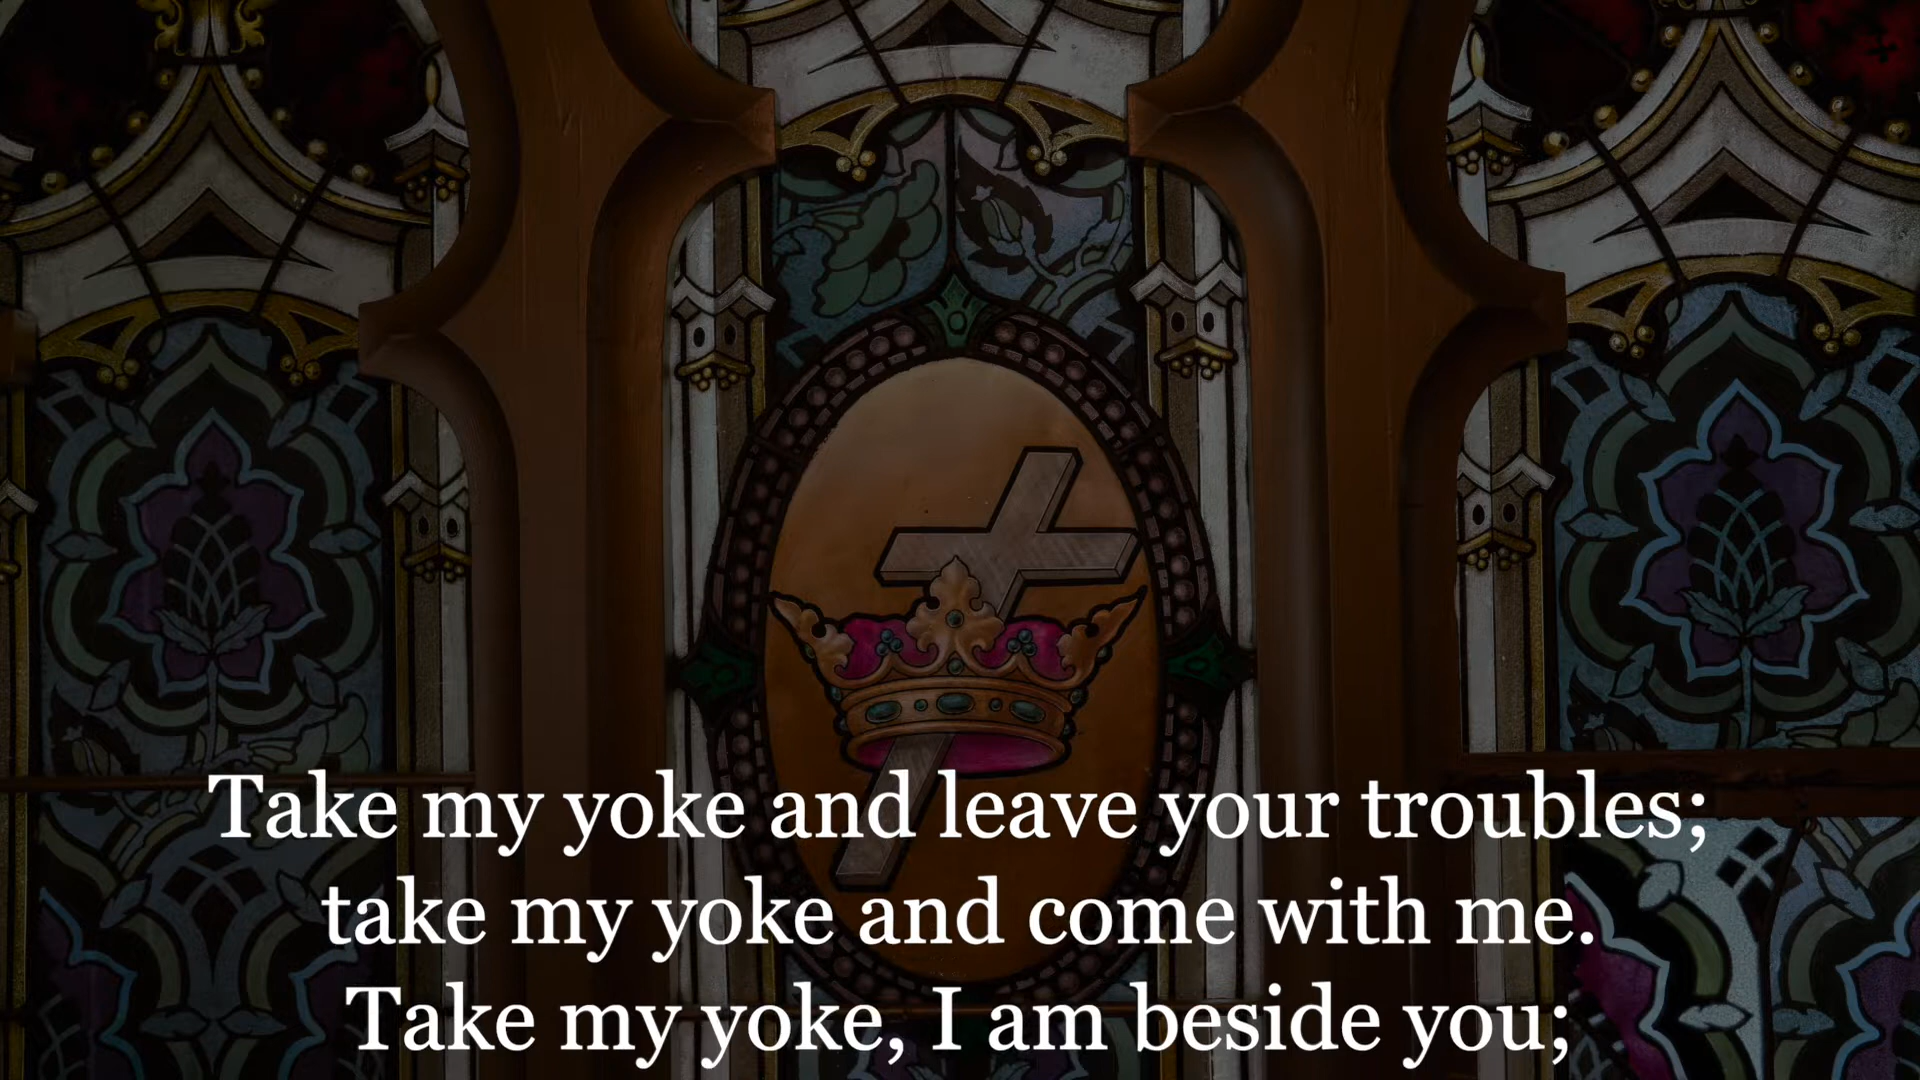 Take my yoke and leave your troubles;
take my yoke and come with me.
Take my yoke, I am beside you;